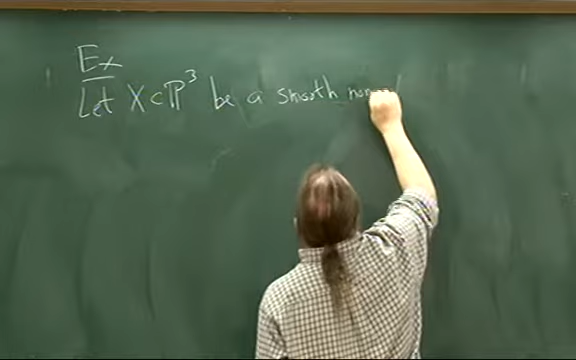 Ex
Let X ⊂ ℙ³ be a smooth